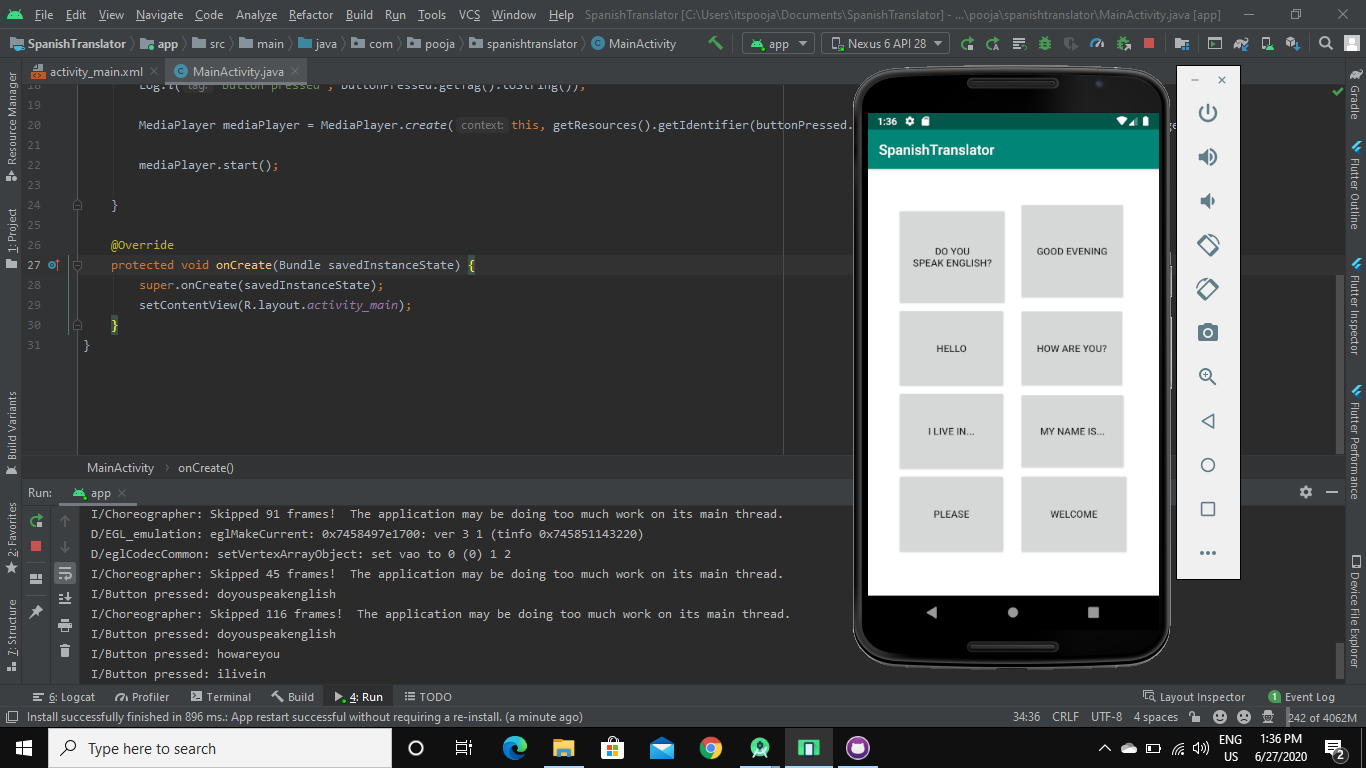 File Edit View Navigate Code Analyze Refactor Build Run Tools VCS Window Help SpanishTranslator [C:\Users\itspooja\Documents\SpanishTranslator] - ...\pooja\spanishtranslator\MainActivity.java [app]
SpanishTranslator app src main java com pooja spanishtranslator MainActivity app Nexus 6 API 28
activity_main.xml MainActivity.java
18 Log.i( tag: "Button pressed", buttonPressed.getTag().toString());
19
20 MediaPlayer mediaPlayer = MediaPlayer.create( context: this, getResources().getIdentifier(buttonPressed.
21
22 mediaPlayer.start();
23
24 }
25
26 @Override
27 protected void onCreate(Bundle savedInstanceState) {
28 super.onCreate(savedInstanceState);
29 setContentView(R.layout.activity_main);
30 }
31 }
MainActivity onCreate()
Run: app
I/Choreographer: Skipped 91 frames!  The application may be doing too much work on its main thread.
D/EGL_emulation: eglMakeCurrent: 0x7458497e1700: ver 3 1 (tinfo 0x745851143220)
D/eglCodecCommon: setVertexArrayObject: set vao to 0 (0) 1 2
I/Choreographer: Skipped 45 frames!  The application may be doing too much work on its main thread.
I/Button pressed: doyouspeakenglish
I/Choreographer: Skipped 116 frames!  The application may be doing too much work on its main thread.
I/Button pressed: doyouspeakenglish
I/Button pressed: howareyou
I/Button pressed: ilivein
1:36
SpanishTranslator
DO YOU
SPEAK ENGLISH?
GOOD EVENING
HELLO
HOW ARE YOU?
I LIVE IN...
MY NAME IS...
PLEASE
WELCOME
Resource Manager
1: Project
Build Variants
2: Favorites
7: Structure
Gradle
Flutter Outline
Flutter Inspector
Flutter Performance
Device File Explorer
6: Logcat Profiler Terminal Build 4: Run TODO Layout Inspector 1 Event Log
Install successfully finished in 896 ms.: App restart successful without requiring a re-install. (a minute ago) 34:36 CRLF UTF-8 4 spaces 242 of 4062M
Type here to search
ENG
US
1:36 PM
6/27/2020
2